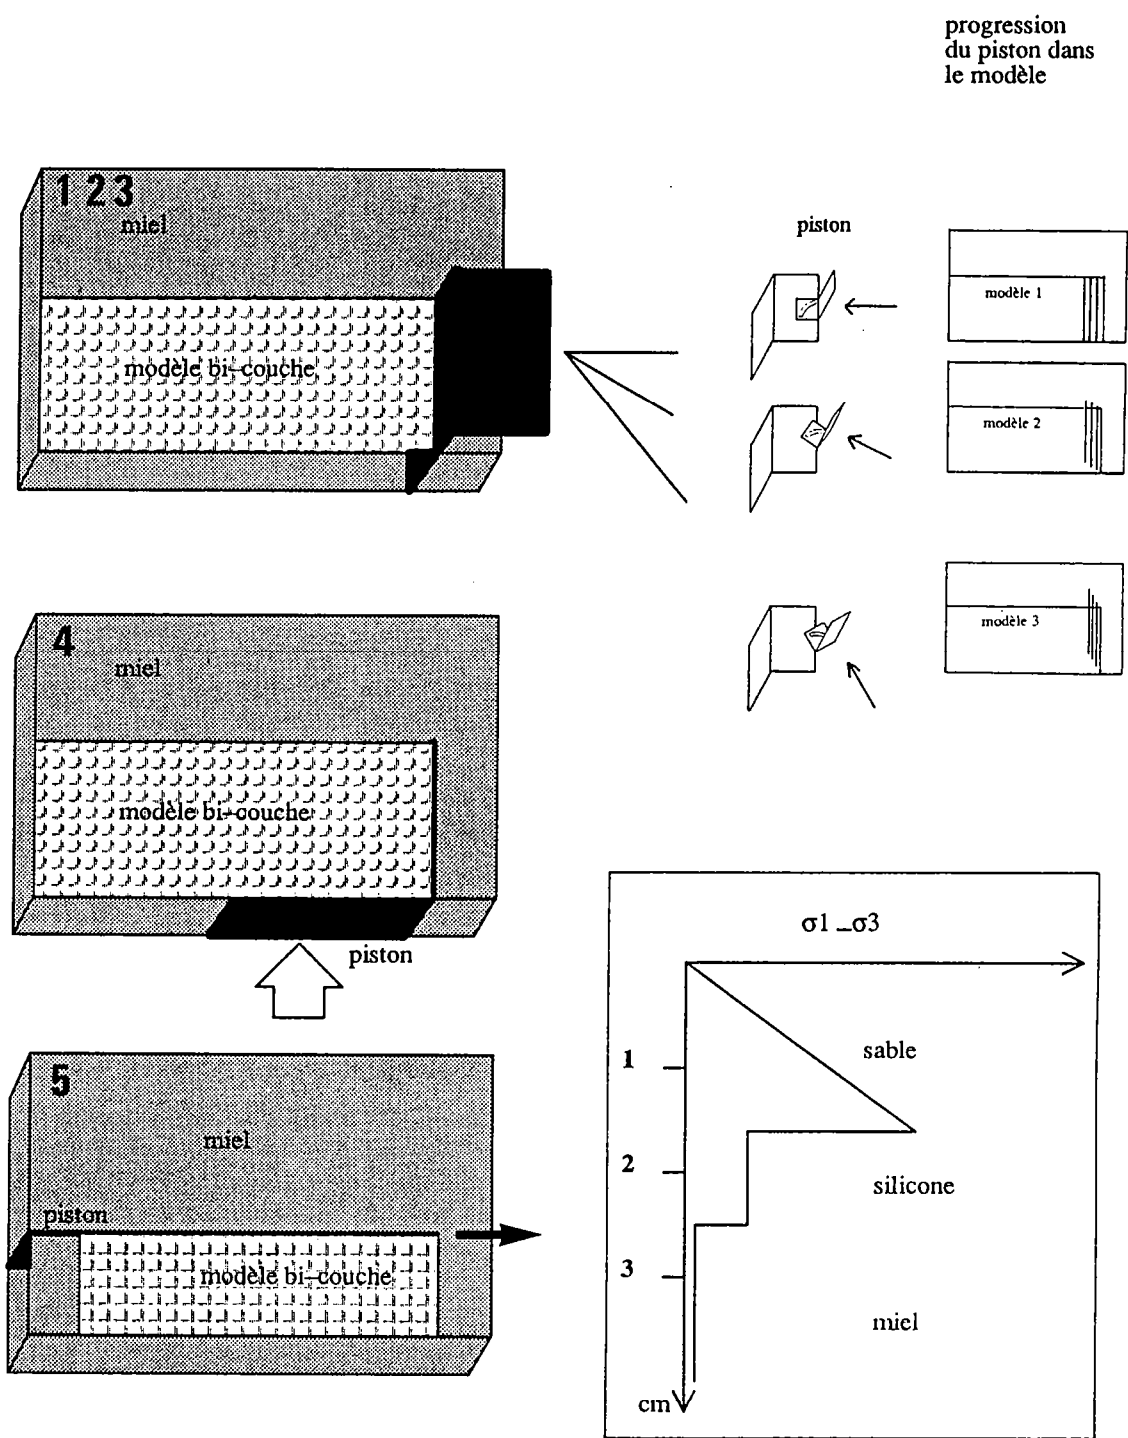 progression
du piston dans
le modèle
1 2 3
miel
modèle bi-couche
piston
modèle 1
modèle 2
modèle 3
4
miel
modèle bi-couche
piston
5
miel
piston
modèle bi-couche
σ1 – σ3
sable
1
2
silicone
3
miel
cm